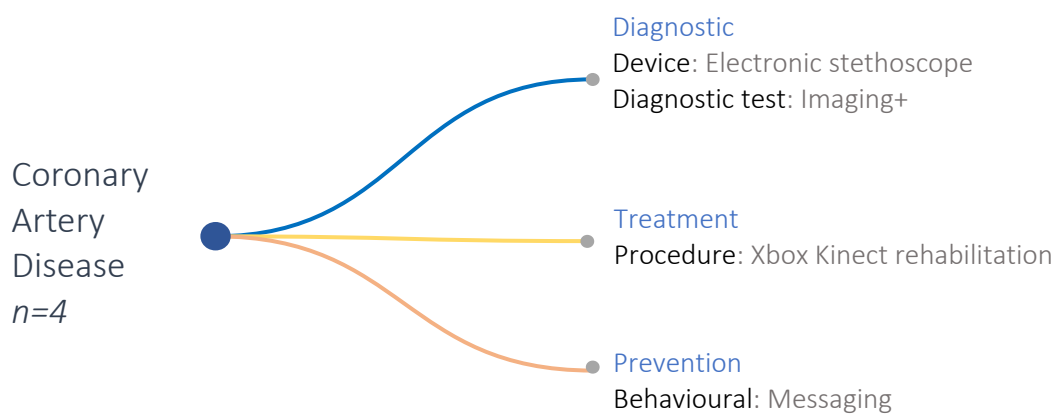 Coronary
Artery
Disease
n=4
Diagnostic
Device: Electronic stethoscope
Diagnostic test: Imaging+
Treatment
Procedure: Xbox Kinect rehabilitation
Prevention
Behavioural: Messaging